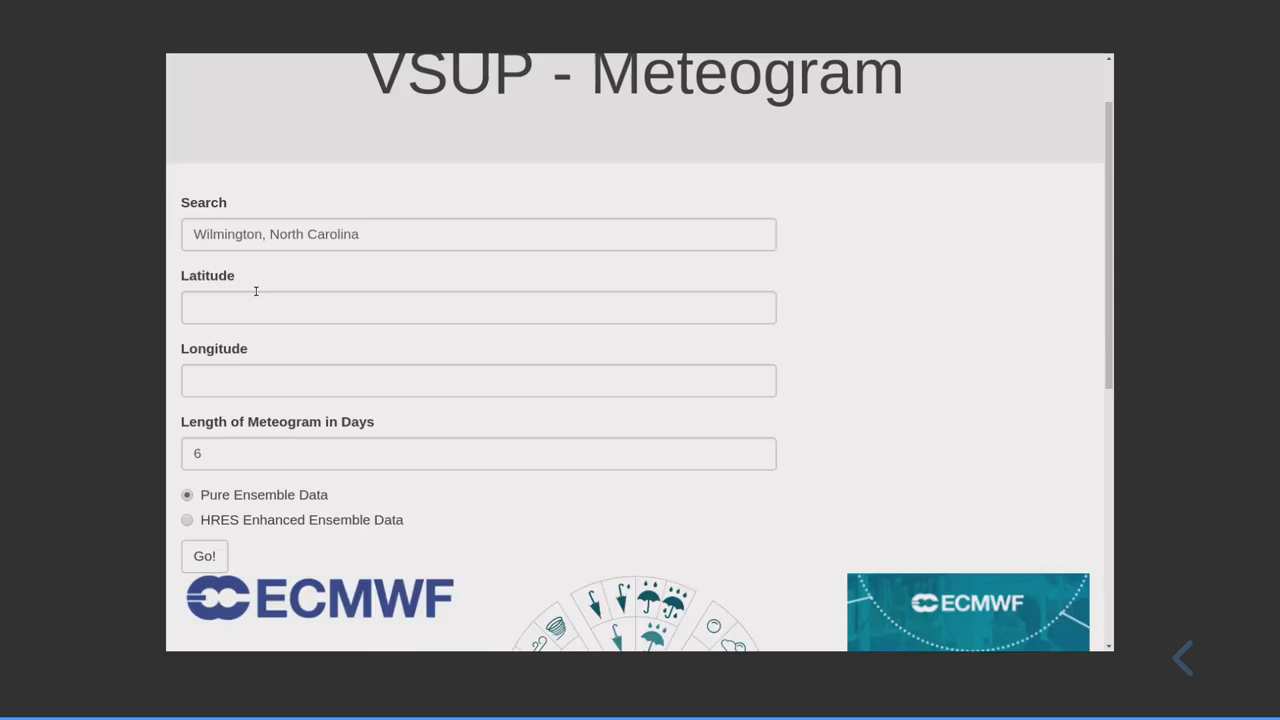 VSUP - Meteogram
Search
Wilmington, North Carolina
Latitude
Longitude
Length of Meteogram in Days
6
Pure Ensemble Data
HRES Enhanced Ensemble Data
Go!
ECMWF
ECMWF